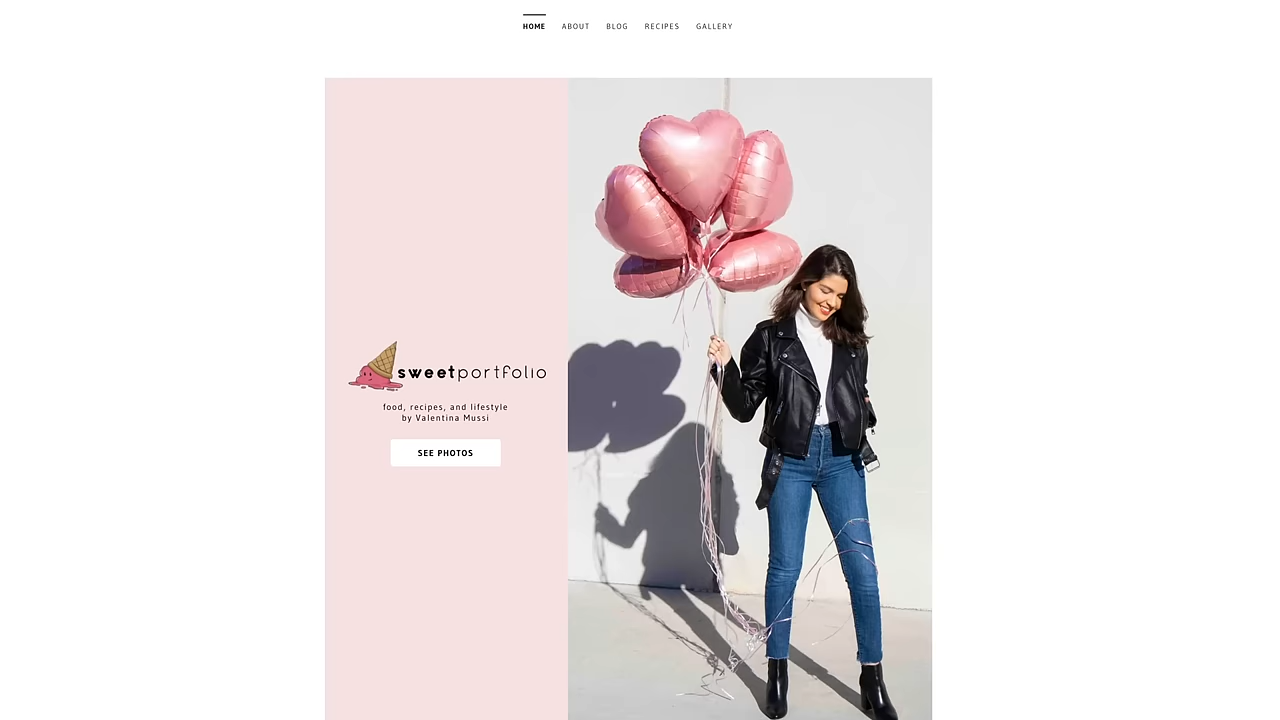 HOME ABOUT BLOG RECIPES GALLERY
sweetportfolio
food, recipes, and lifestyle
by Valentina Mussi
SEE PHOTOS